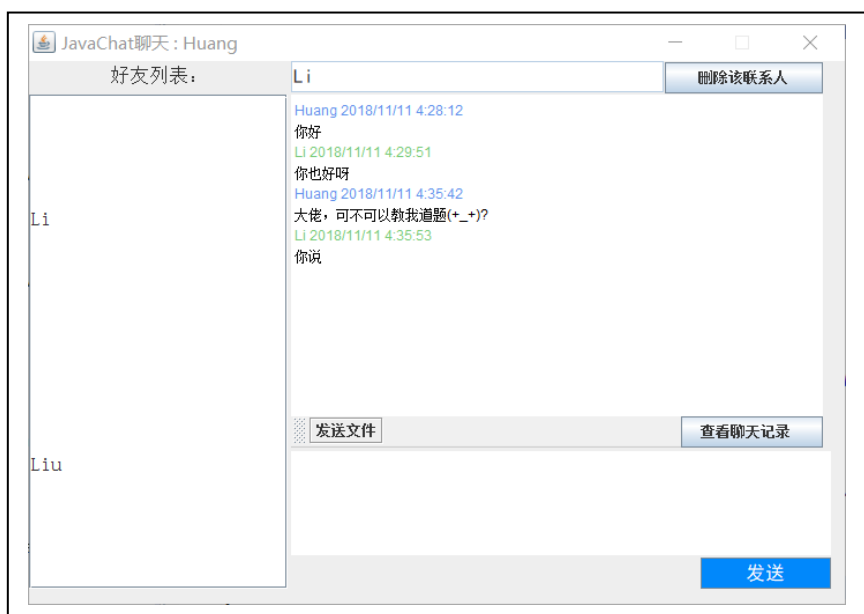 JavaChat聊天 : Huang
好友列表：
Li
删除该联系人
Huang 2018/11/11 4:28:12
你好
Li 2018/11/11 4:29:51
你也好呀
Huang 2018/11/11 4:35:42
大佬，可不可以教我道题(+_+)?
Li 2018/11/11 4:35:53
你说
Li
Liu
发送文件
查看聊天记录
发送